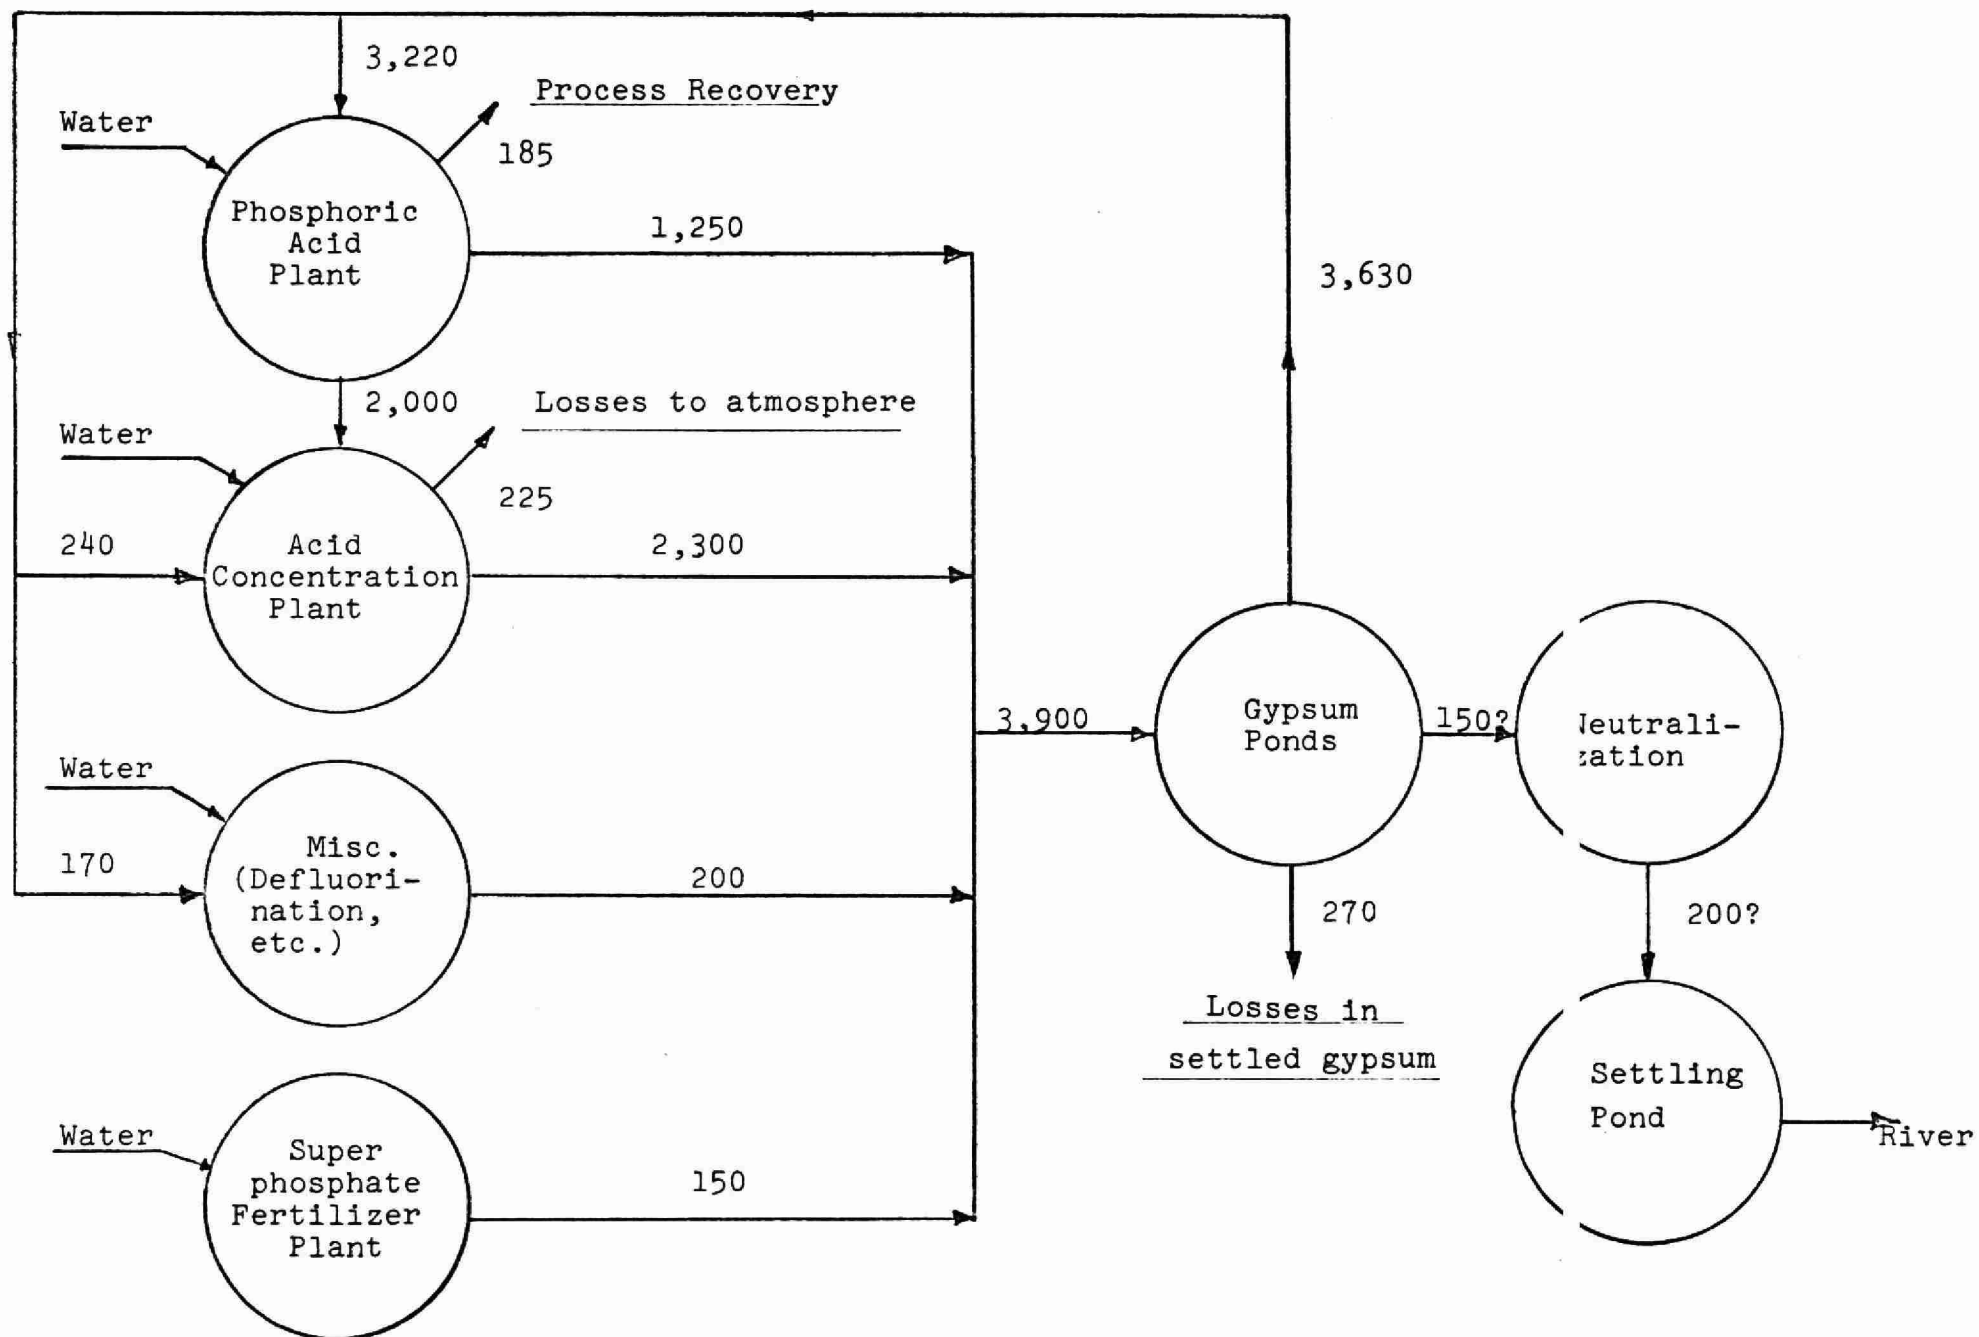 3,220
Process Recovery
Water
185
Phosphoric
Acid
Plant
1,250
3,630
2,000
Losses to atmosphere
Water
225
240
Acid
Concentration
Plant
2,300
3,900
Gypsum
Ponds
150?
leutrali-
zation
Water
170
Misc.
(Defluori-
nation,
etc.)
200
270
200?
Losses in
settled gypsum
Settling
Pond
River
Water
Super
phosphate
Fertilizer
Plant
150